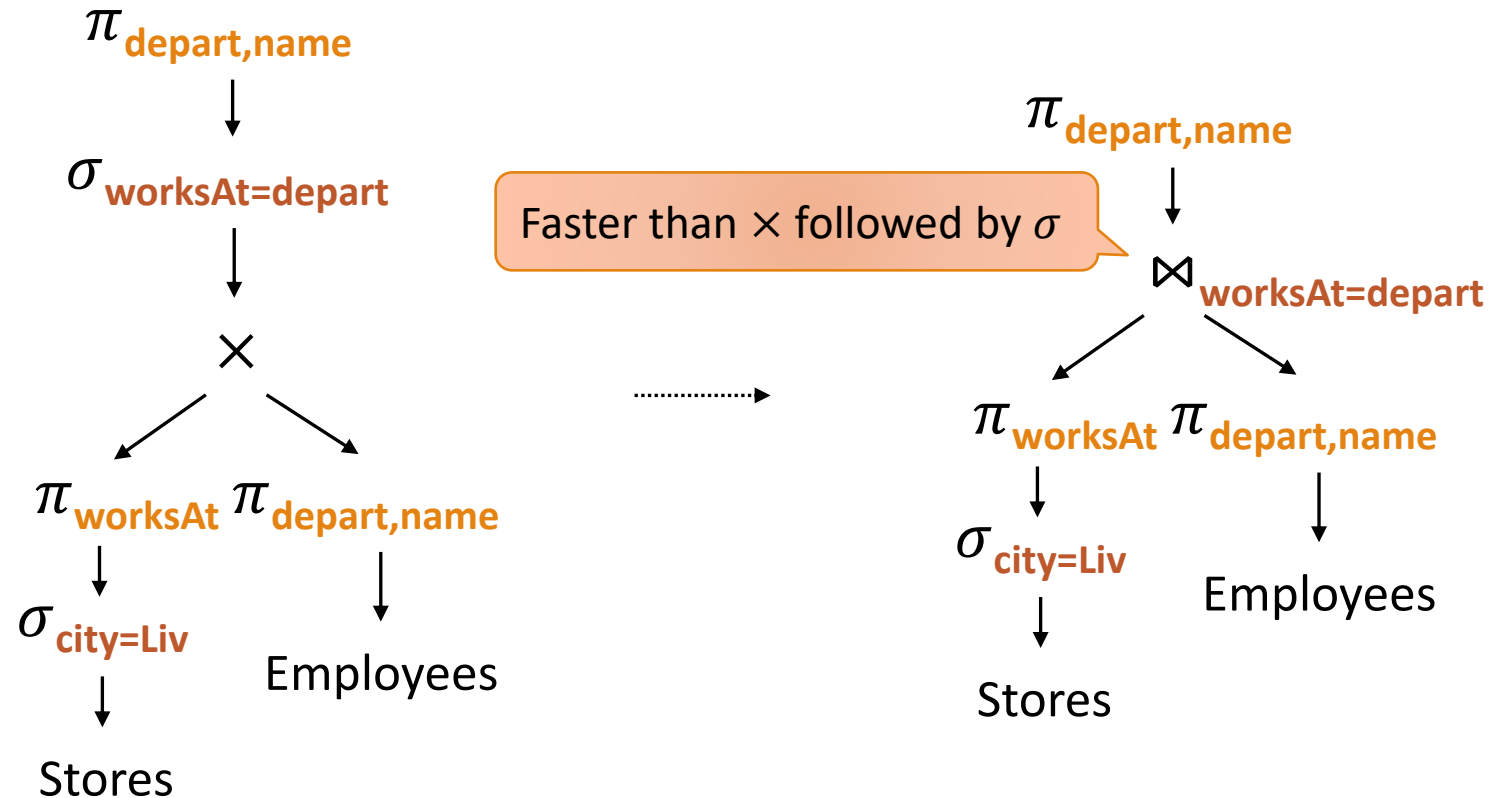 π depart,name
σ worksAt=depart
×
π worksAt π depart,name
σ city=Liv
Employees
Stores
Faster than × followed by σ
π depart,name
⋈ worksAt=depart
π worksAt π depart,name
σ city=Liv
Employees
Stores